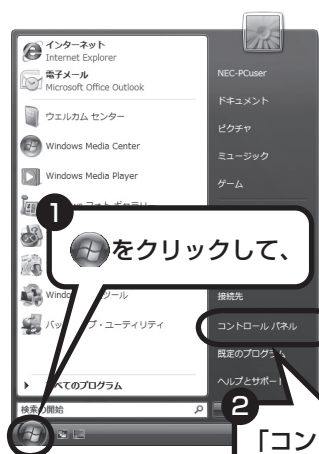 インターネット
Internet Explorer
電子メール
Microsoft Office Outlook
ウェルカム センター
Windows Media Center
Windows Media Player
すべてのプログラム
検索の開始
NEC-PCuser
ドキュメント
ピクチャ
ミュージック
ゲーム
接続先
コントロール パネル
既定のプログラム
ヘルプとサポート
1
をクリックして、
2
「コン